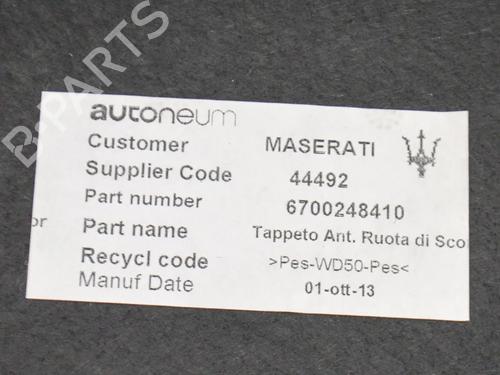 B-PARTS
autoneum
Customer MASERATI
Supplier Code 44492
Part number 6700248410
or Part name Tappeto Ant. Ruota di Sco
Recycl code >Pes-WD50-Pes<
Manuf Date 01-ott-13